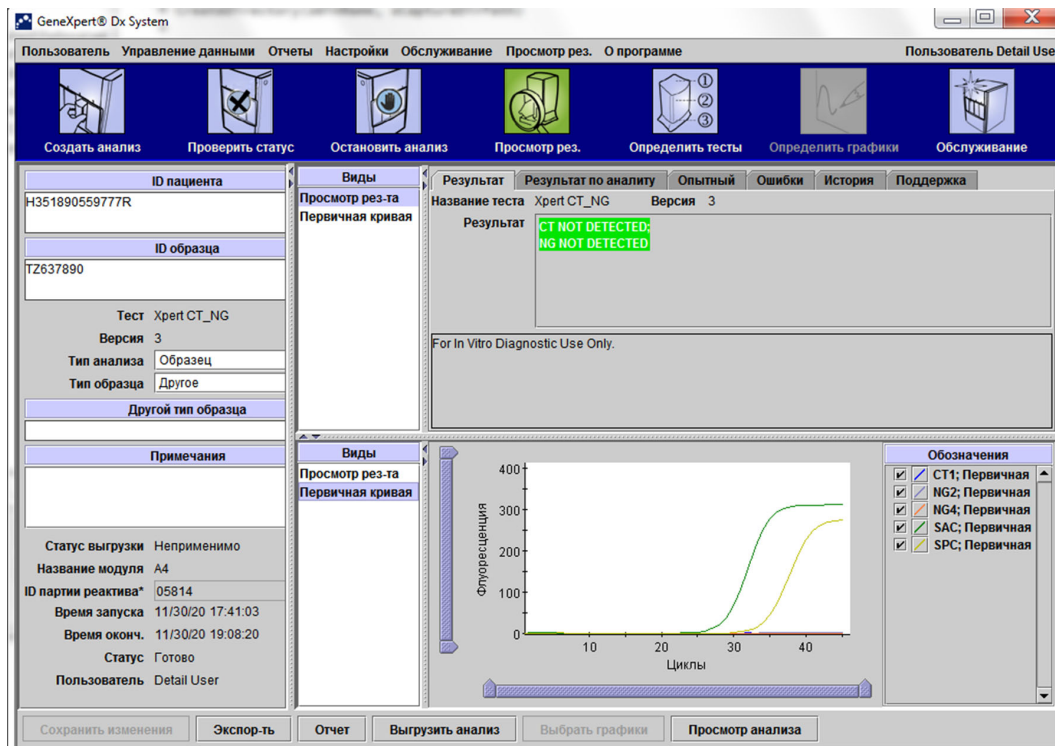 GeneXpert® Dx System
Пользователь Управление данными Отчеты Настройки Обслуживание Просмотр рез. О программе Пользователь Detail Use
Создать анализ Проверить статус Остановить анализ Просмотр рез. Определить тесты Определить графики Обслуживание
ID пациента
H351890559777R
ID образца
TZ637890
Тест Xpert CT_NG
Версия 3
Тип анализа Образец
Тип образца Другое
Другой тип образца
Примечания
Статус выгрузки Неприменимо
Название модуля A4
ID партии реактива* 05814
Время запуска 11/30/20 17:41:03
Время оконч. 11/30/20 19:08:20
Статус Готово
Пользователь Detail User
Виды
Просмотр рез-та
Первичная кривая
Результат Результат по аналиту Опытный Ошибки История Поддержка
Название теста Xpert CT_NG Версия 3
Результат CT NOT DETECTED;
NG NOT DETECTED
For In Vitro Diagnostic Use Only.
Виды
Просмотр рез-та
Первичная кривая
Флуоресценция
400
300
200
100
0
10 20 30 40
Циклы
Обозначения
CT1; Первичная
NG2; Первичная
NG4; Первичная
SAC; Первичная
SPC; Первичная
Сохранить изменения Экспор-ть Отчет Выгрузить анализ Выбрать графики Просмотр анализа